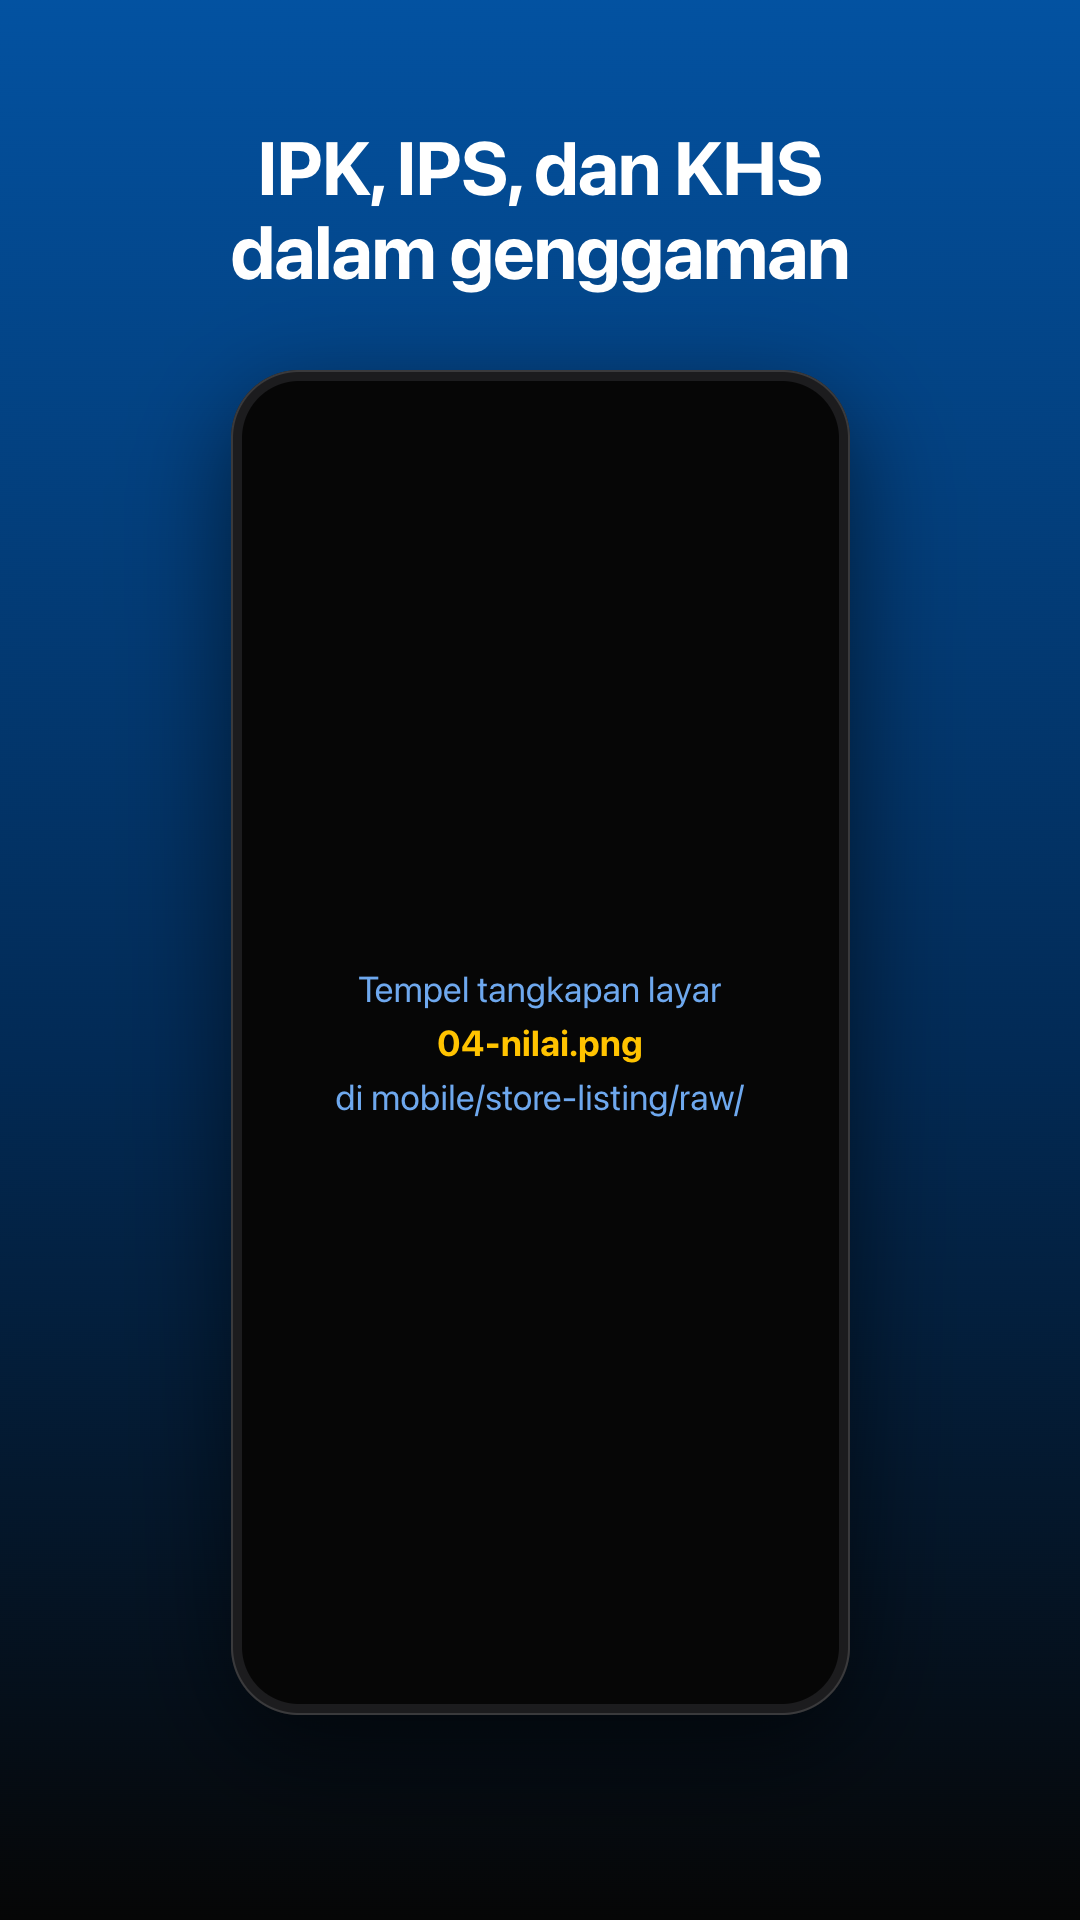 IPK, IPS, dan KHS
dalam genggaman
Tempel tangkapan layar
04-nilai.png
di mobile/store-listing/raw/